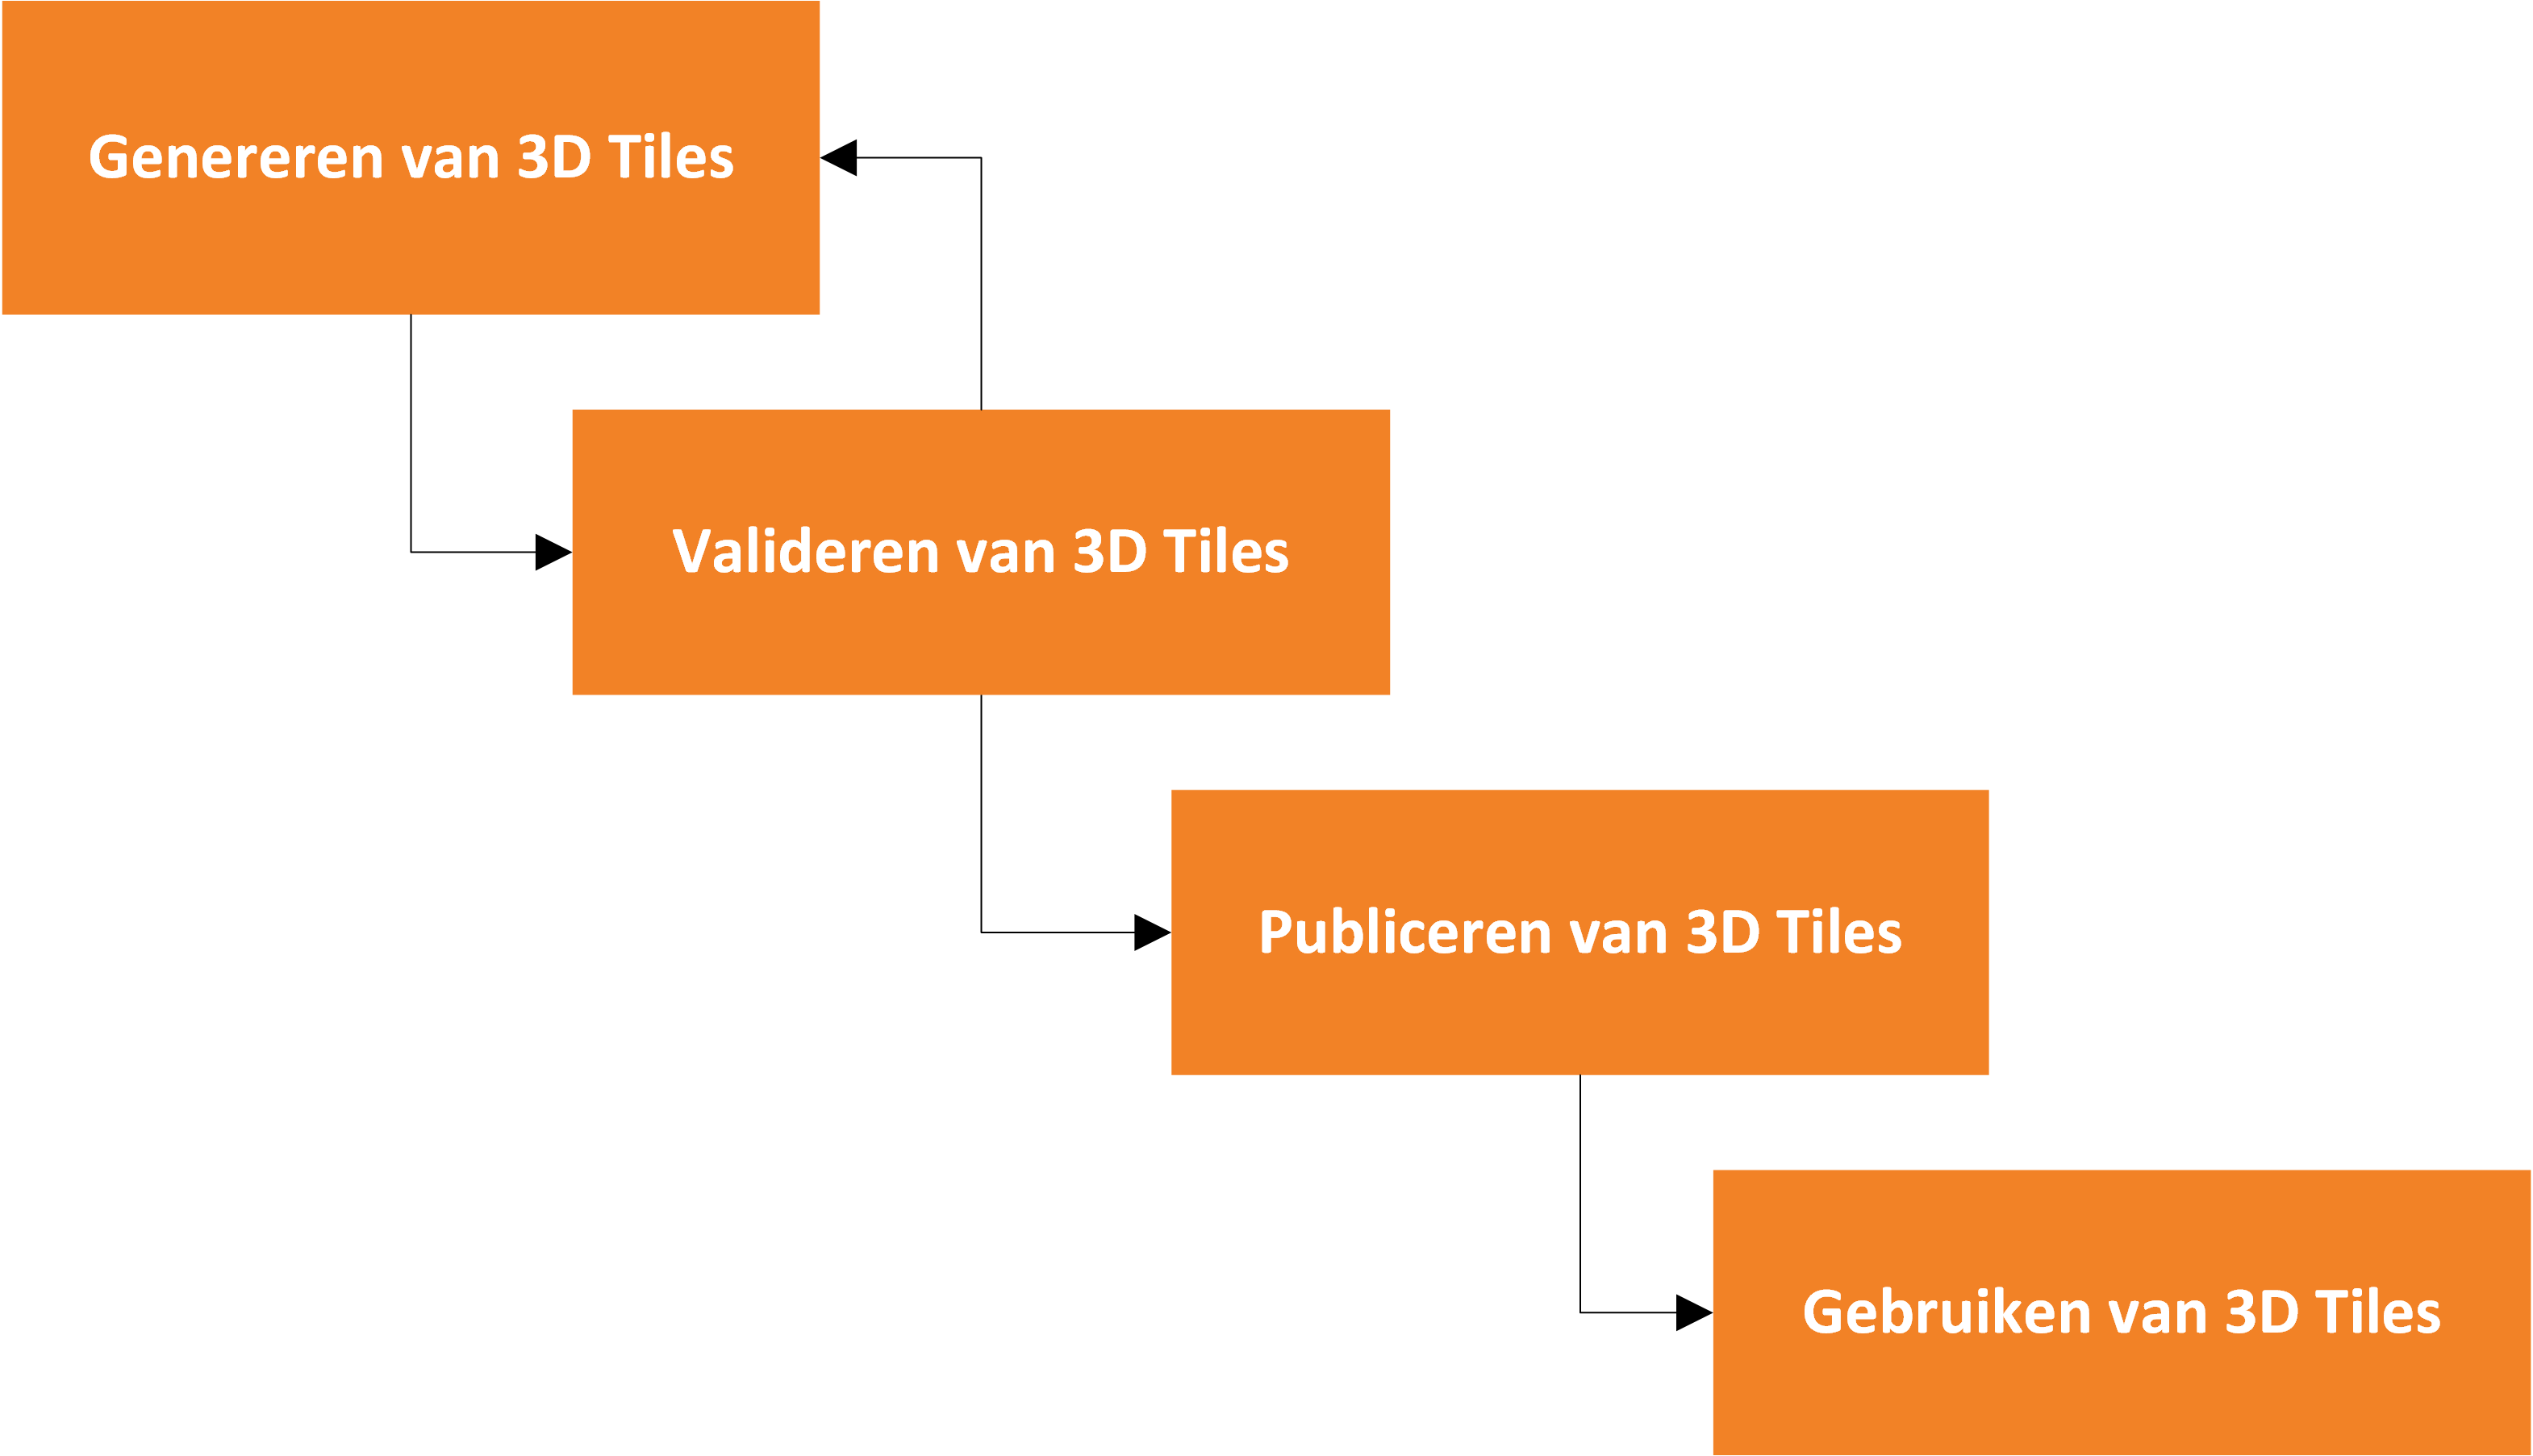 Genereren van 3D Tiles
Valideren van 3D Tiles
Publiceren van 3D Tiles
Gebruiken van 3D Tiles